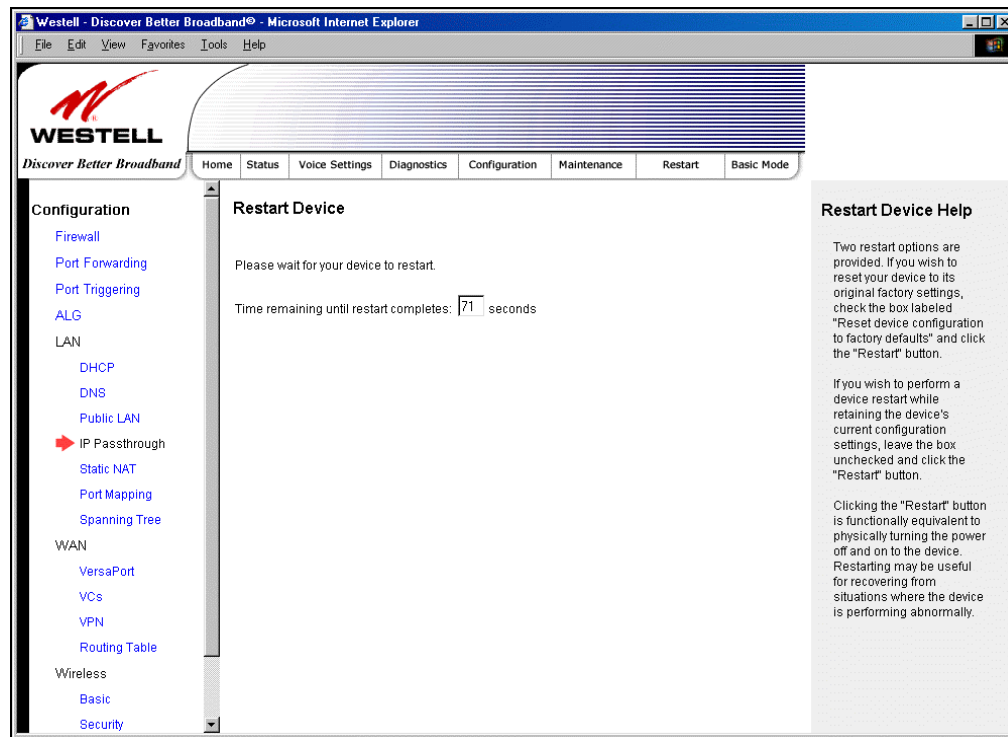 Westell - Discover Better Broadband® - Microsoft Internet Explorer
File Edit View Favorites Tools Help
WESTELL
Discover Better Broadband
Home Status Voice Settings Diagnostics Configuration Maintenance Restart Basic Mode
Configuration
Firewall
Port Forwarding
Port Triggering
ALG
LAN
DHCP
DNS
Public LAN
IP Passthrough
Static NAT
Port Mapping
Spanning Tree
WAN
VersaPort
VCs
VPN
Routing Table
Wireless
Basic
Security
Restart Device
Please wait for your device to restart.
Time remaining until restart completes: 71 seconds
Restart Device Help
Two restart options are
provided. If you wish to
reset your device to its
original factory settings,
check the box labeled
"Reset device configuration
to factory defaults" and click
the "Restart" button.
If you wish to perform a
device restart while
retaining the device's
current configuration
settings, leave the box
unchecked and click the
"Restart" button.
Clicking the "Restart" button
is functionally equivalent to
physically turning the power
off and on to the device.
Restarting may be useful
for recovering from
situations where the device
is performing abnormally.